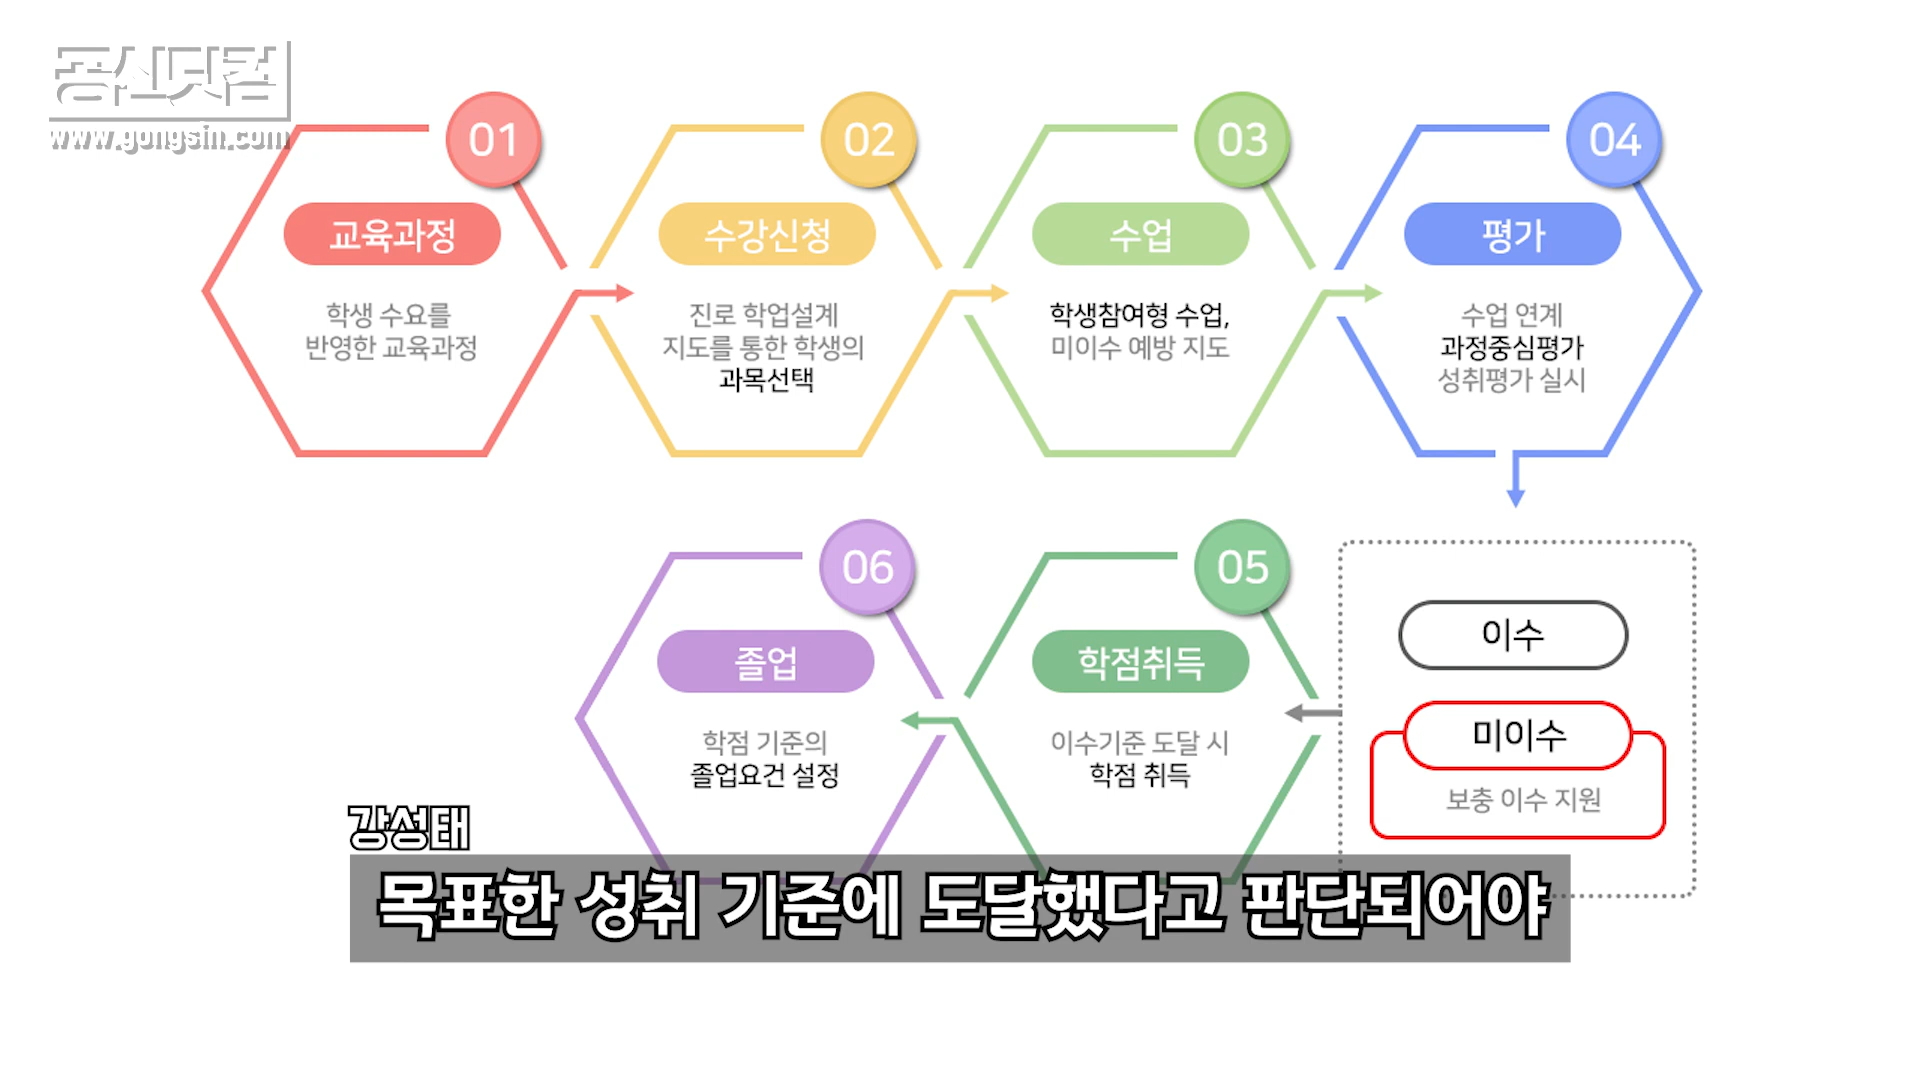 공신닷컴
www.gongsin.com
01
교육과정
학생 수요를
반영한 교육과정
02
수강신청
진로 학업설계
지도를 통한 학생의
과목선택
03
수업
학생참여형 수업,
미이수 예방 지도
04
평가
수업 연계
과정중심평가
성취평가 실시
이수
미이수
보충 이수 지원
05
학점취득
이수기준 도달 시
학점 취득
06
졸업
학점 기준의
졸업요건 설정
강성태
목표한 성취 기준에 도달했다고 판단되어야